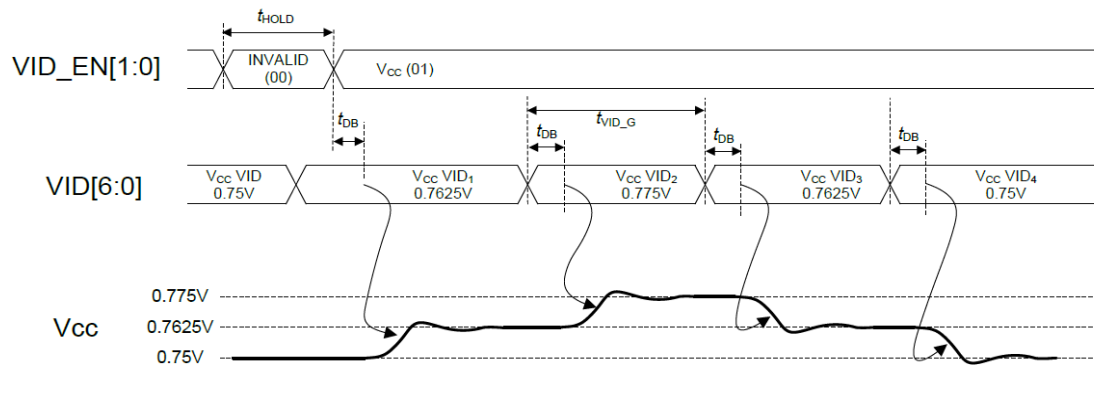 tHOLD
VID_EN[1:0]
INVALID
(00)
VCC (01)
tDB
tVID_G
tDB
tDB
tDB
VID[6:0]
VCC VID
0.75V
VCC VID1
0.7625V
VCC VID2
0.775V
VCC VID3
0.7625V
VCC VID4
0.75V
Vcc
0.775V
0.7625V
0.75V